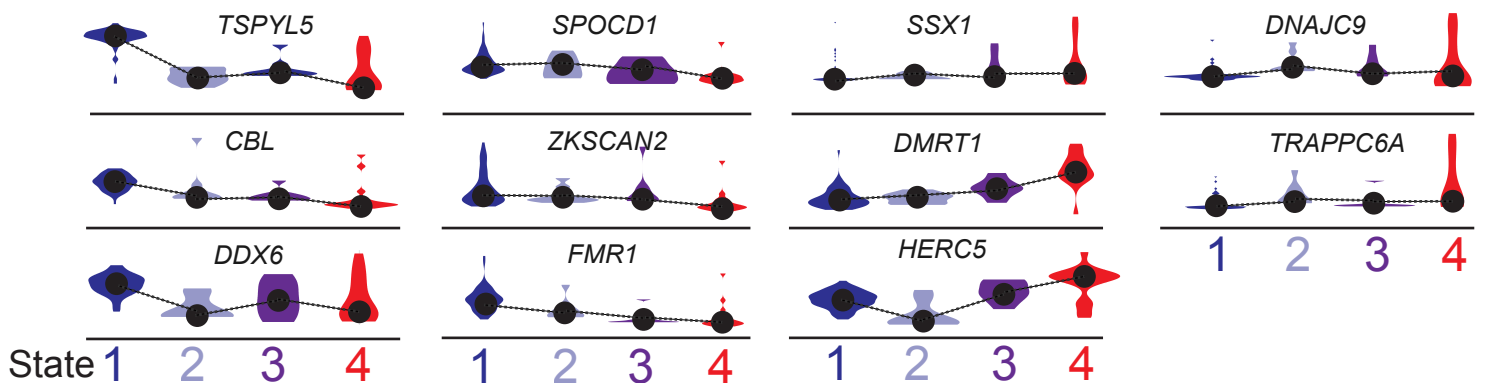 TSPYL5 SPOCD1 SSX1 DNAJC9
CBL ZKSCAN2 DMRT1 TRAPPC6A
DDX6 FMR1 HERC5 1 2 3 4
State 1 2 3 4 1 2 3 4 1 2 3 4